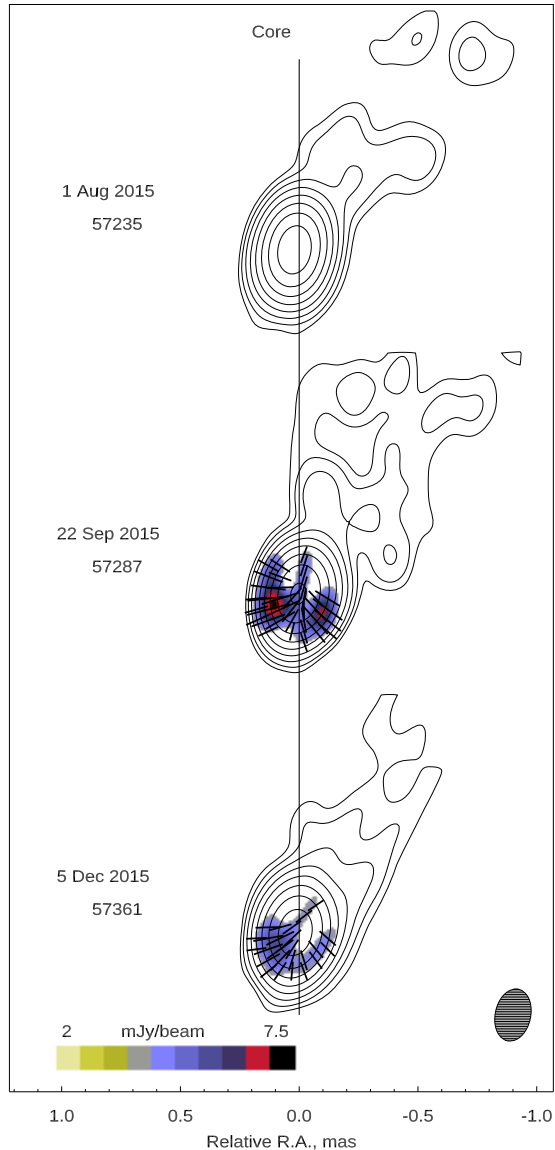 Core
1 Aug 2015
57235
22 Sep 2015
57287
5 Dec 2015
57361
2 mJy/beam 7.5
1.0 0.5 0.0 -0.5 -1.0
Relative R.A., mas